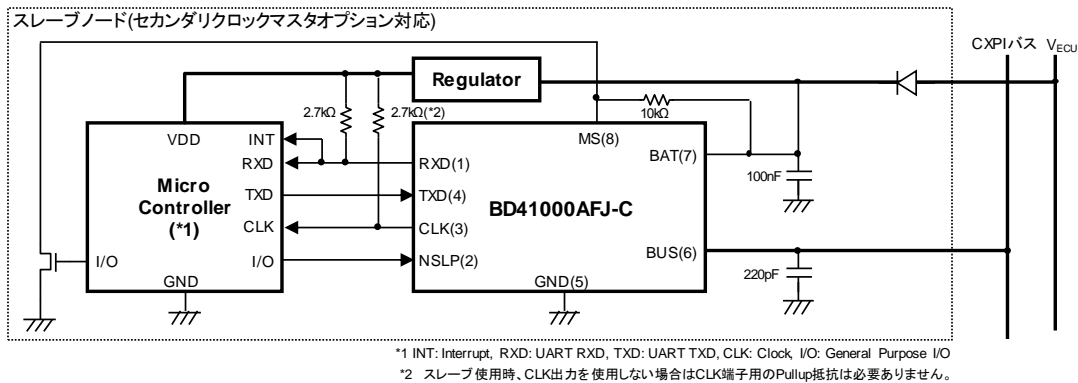 スレーブノード(セカンダリクロックマスタオプション対応)
CXPIバス VECU
Regulator
2.7kΩ
2.7kΩ(*2)
10kΩ
VDD
INT
MS(8)
RXD
RXD(1)
BAT(7)
100nF
Micro
Controller
(*1)
TXD
TXD(4)
BD41000AFJ-C
CLK
CLK(3)
BUS(6)
I/O
I/O
NSLP(2)
220pF
GND
GND(5)
*1 INT: Interrupt, RXD: UART RXD, TXD: UART TXD, CLK: Clock, I/O: General Purpose I/O
*2 スレーブ使用時、CLK出力を使用しない場合はCLK端子用のPullup抵抗は必要ありません。